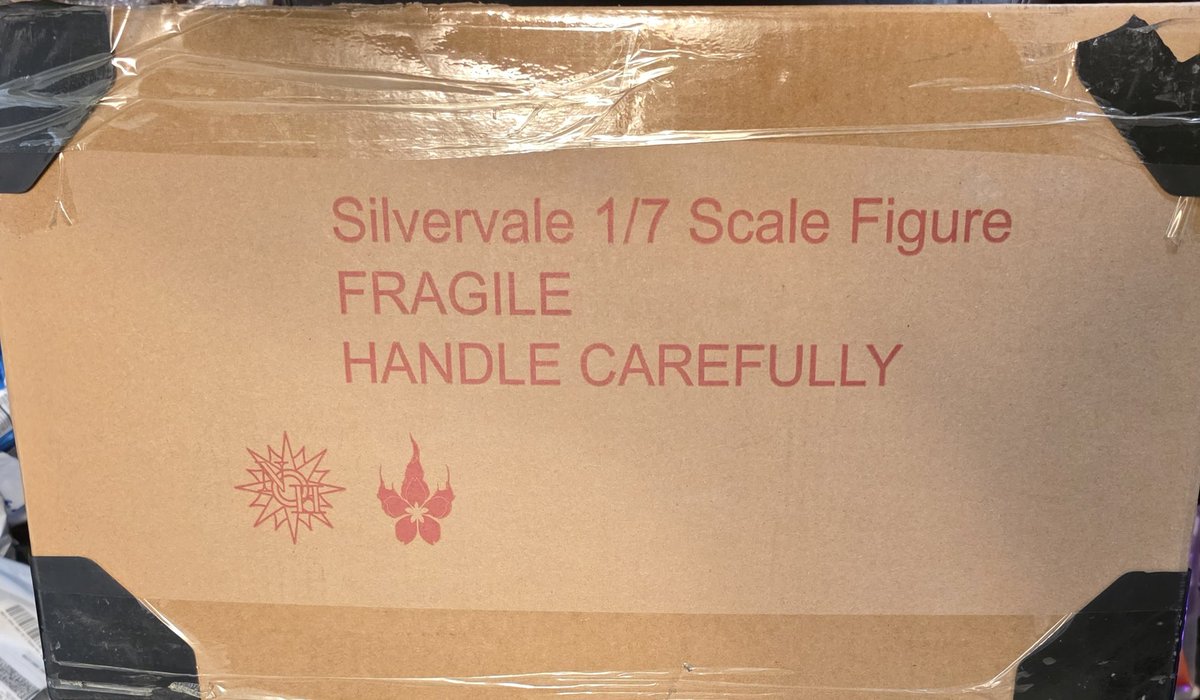 Silvervale 1/7 Scale Figure
FRAGILE
HANDLE CAREFULLY